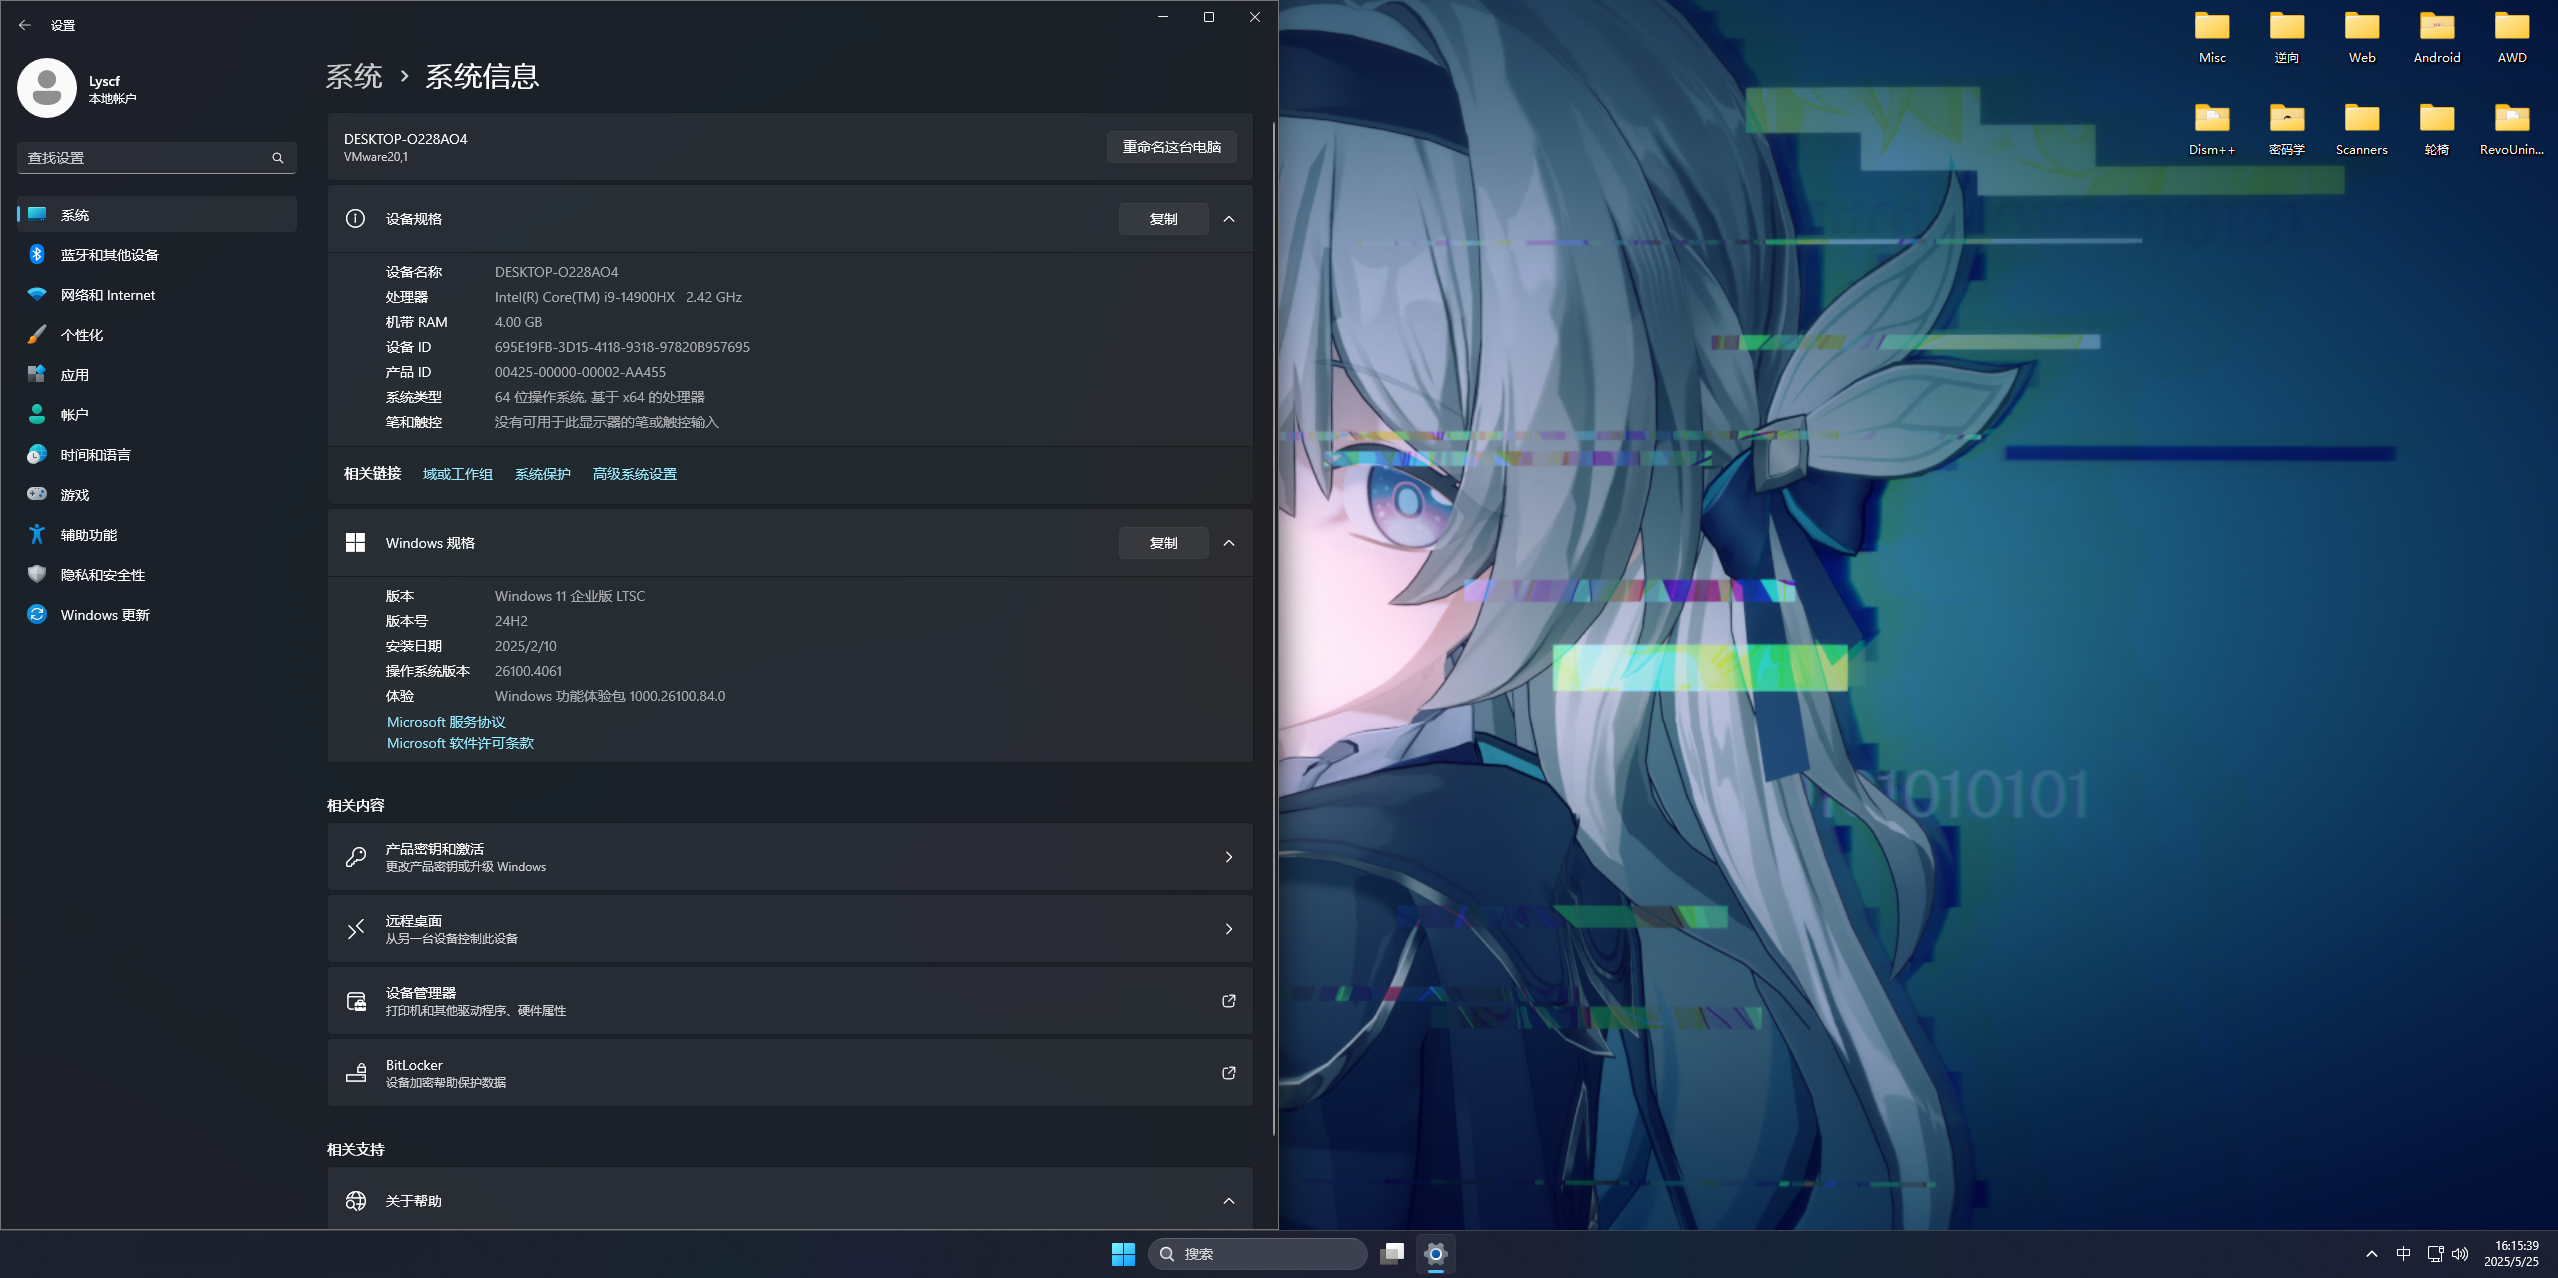 设置
Lyscf
本地帐户
查找设置
系统
蓝牙和其他设备
网络和 Internet
个性化
应用
帐户
时间和语言
游戏
辅助功能
隐私和安全性
Windows 更新
系统 › 系统信息
DESKTOP-O228AO4
VMware20,1
重命名这台电脑
设备规格
复制
设备名称 DESKTOP-O228AO4
处理器 Intel(R) Core(TM) i9-14900HX 2.42 GHz
机带 RAM 4.00 GB
设备 ID 695E19FB-3D15-4118-9318-97820B957695
产品 ID 00425-00000-00002-AA455
系统类型 64 位操作系统, 基于 x64 的处理器
笔和触控 没有可用于此显示器的笔或触控输入
相关链接 域或工作组 系统保护 高级系统设置
Windows 规格
复制
版本 Windows 11 企业版 LTSC
版本号 24H2
安装日期 2025/2/10
操作系统版本 26100.4061
体验 Windows 功能体验包 1000.26100.84.0
Microsoft 服务协议
Microsoft 软件许可条款
相关内容
产品密钥和激活
更改产品密钥或升级 Windows
远程桌面
从另一台设备控制此设备
设备管理器
打印机和其他驱动程序、硬件属性
BitLocker
设备加密帮助保护数据
相关支持
关于帮助
Misc 逆向 Web Android AWD
Dism++ 密码学 Scanners 轮椅 RevoUnin...
搜索
中
16:15:39
2025/5/25